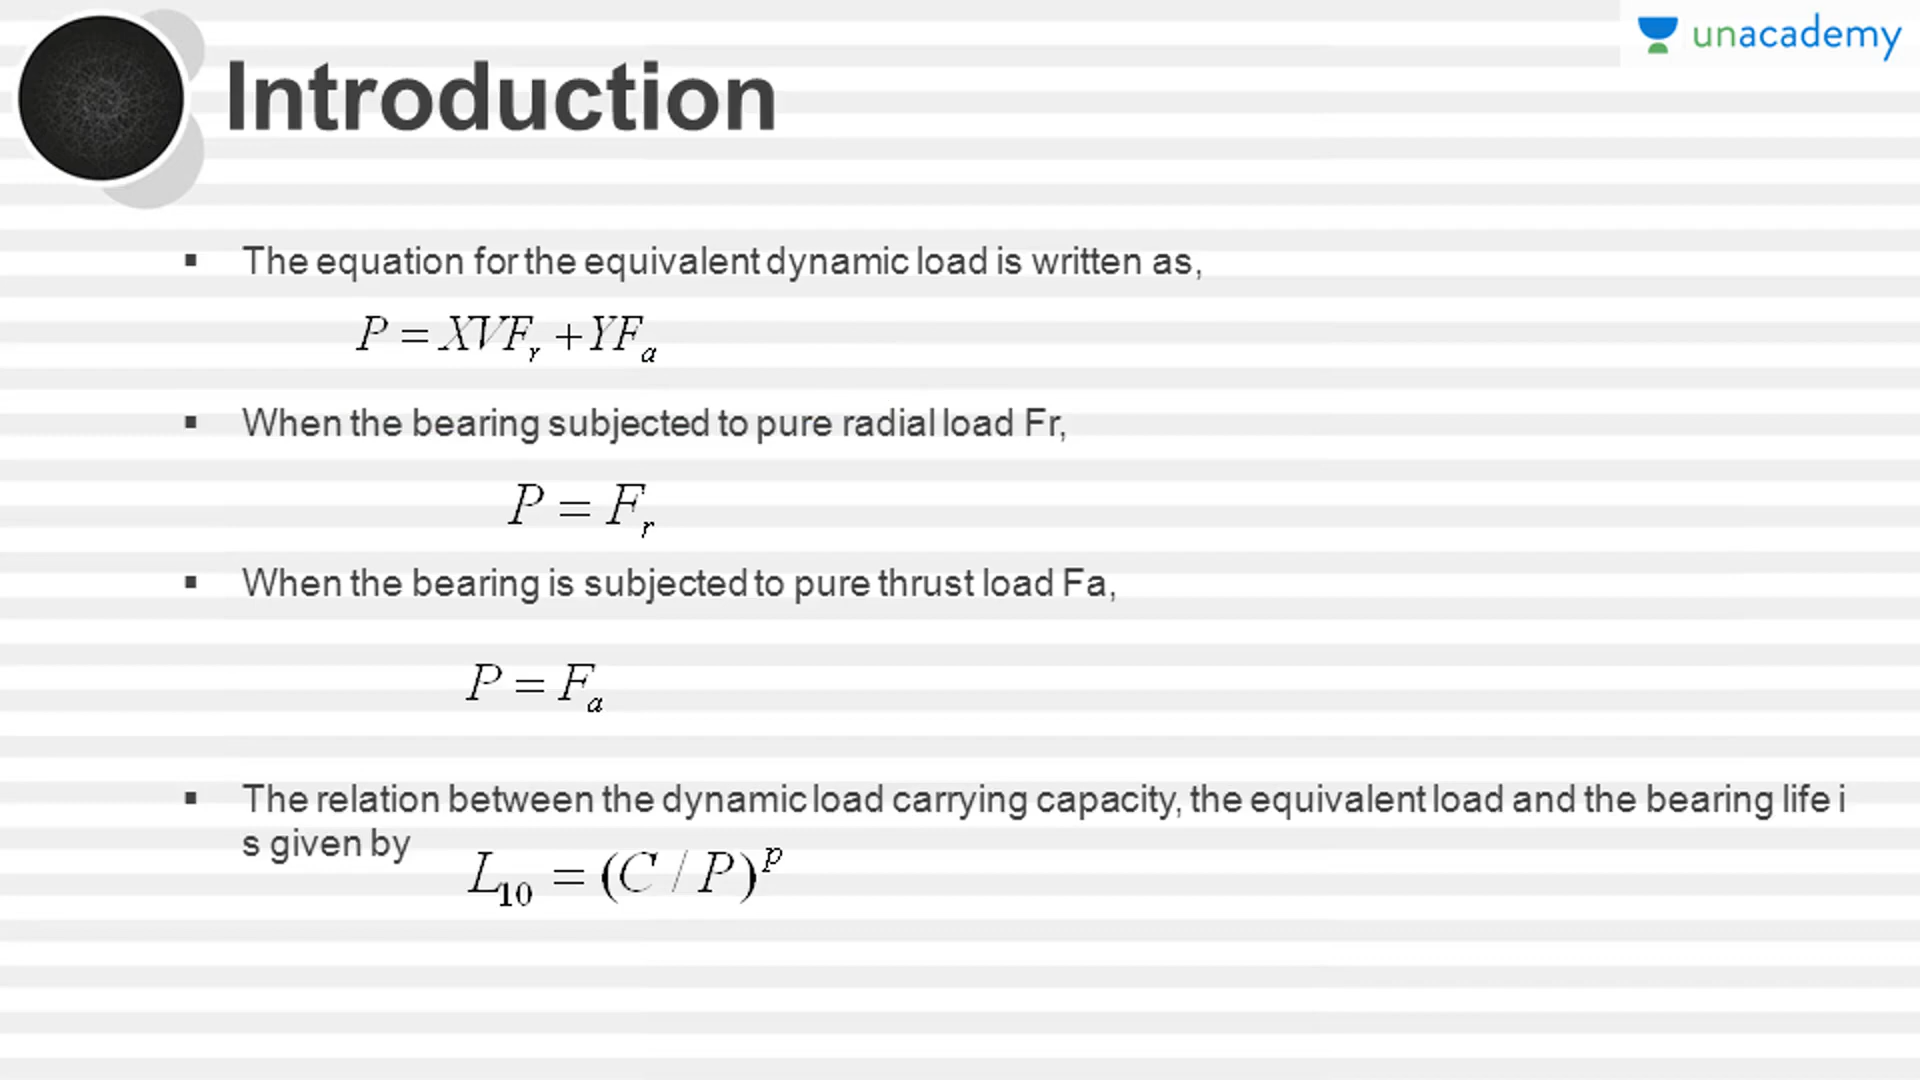 unacademy
Introduction
▪ The equation for the equivalent dynamic load is written as,
P = XVF_r + YF_a
▪ When the bearing subjected to pure radial load Fr,
P = F_r
▪ When the bearing is subjected to pure thrust load Fa,
P = F_a
▪ The relation between the dynamic load carrying capacity, the equivalent load and the bearing life i
s given by
L_10 = (C / P)^p